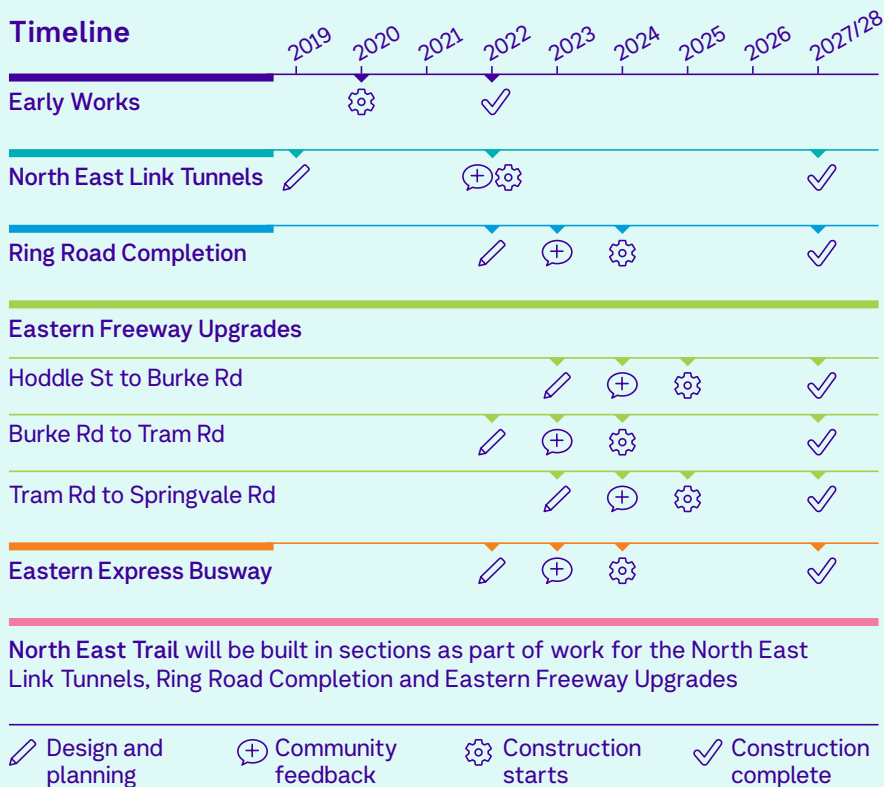 Timeline
2019 2020 2021 2022 2023 2024 2025 2026 2027/28
Early Works
North East Link Tunnels
Ring Road Completion
Eastern Freeway Upgrades
Hoddle St to Burke Rd
Burke Rd to Tram Rd
Tram Rd to Springvale Rd
Eastern Express Busway
North East Trail will be built in sections as part of work for the North East
Link Tunnels, Ring Road Completion and Eastern Freeway Upgrades
Design and
planning
Community
feedback
Construction
starts
Construction
complete